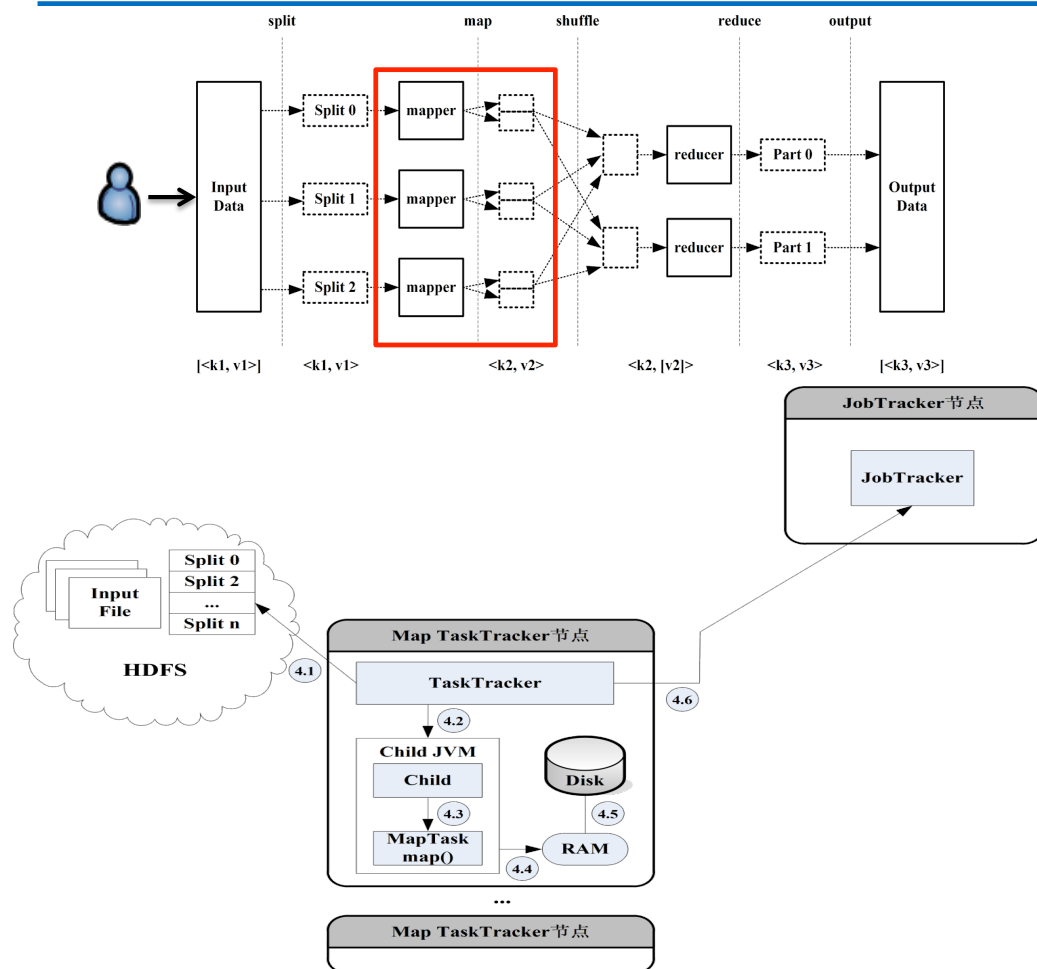 split map shuffle reduce output
Split 0
mapper
Input
Data
Split 1
mapper
Split 2
mapper
reducer
Part 0
reducer
Part 1
Output
Data
[<k1, v1>] <k1, v1> <k2, v2> <k2, [v2]> <k3, v3> [<k3, v3>]
JobTracker节点
JobTracker
Input
File
Split 0
Split 2
...
Split n
HDFS
4.1
Map TaskTracker节点
TaskTracker
4.6
4.2
Child JVM
Child
4.3
MapTask
map()
4.4
Disk
4.5
RAM
...
Map TaskTracker节点